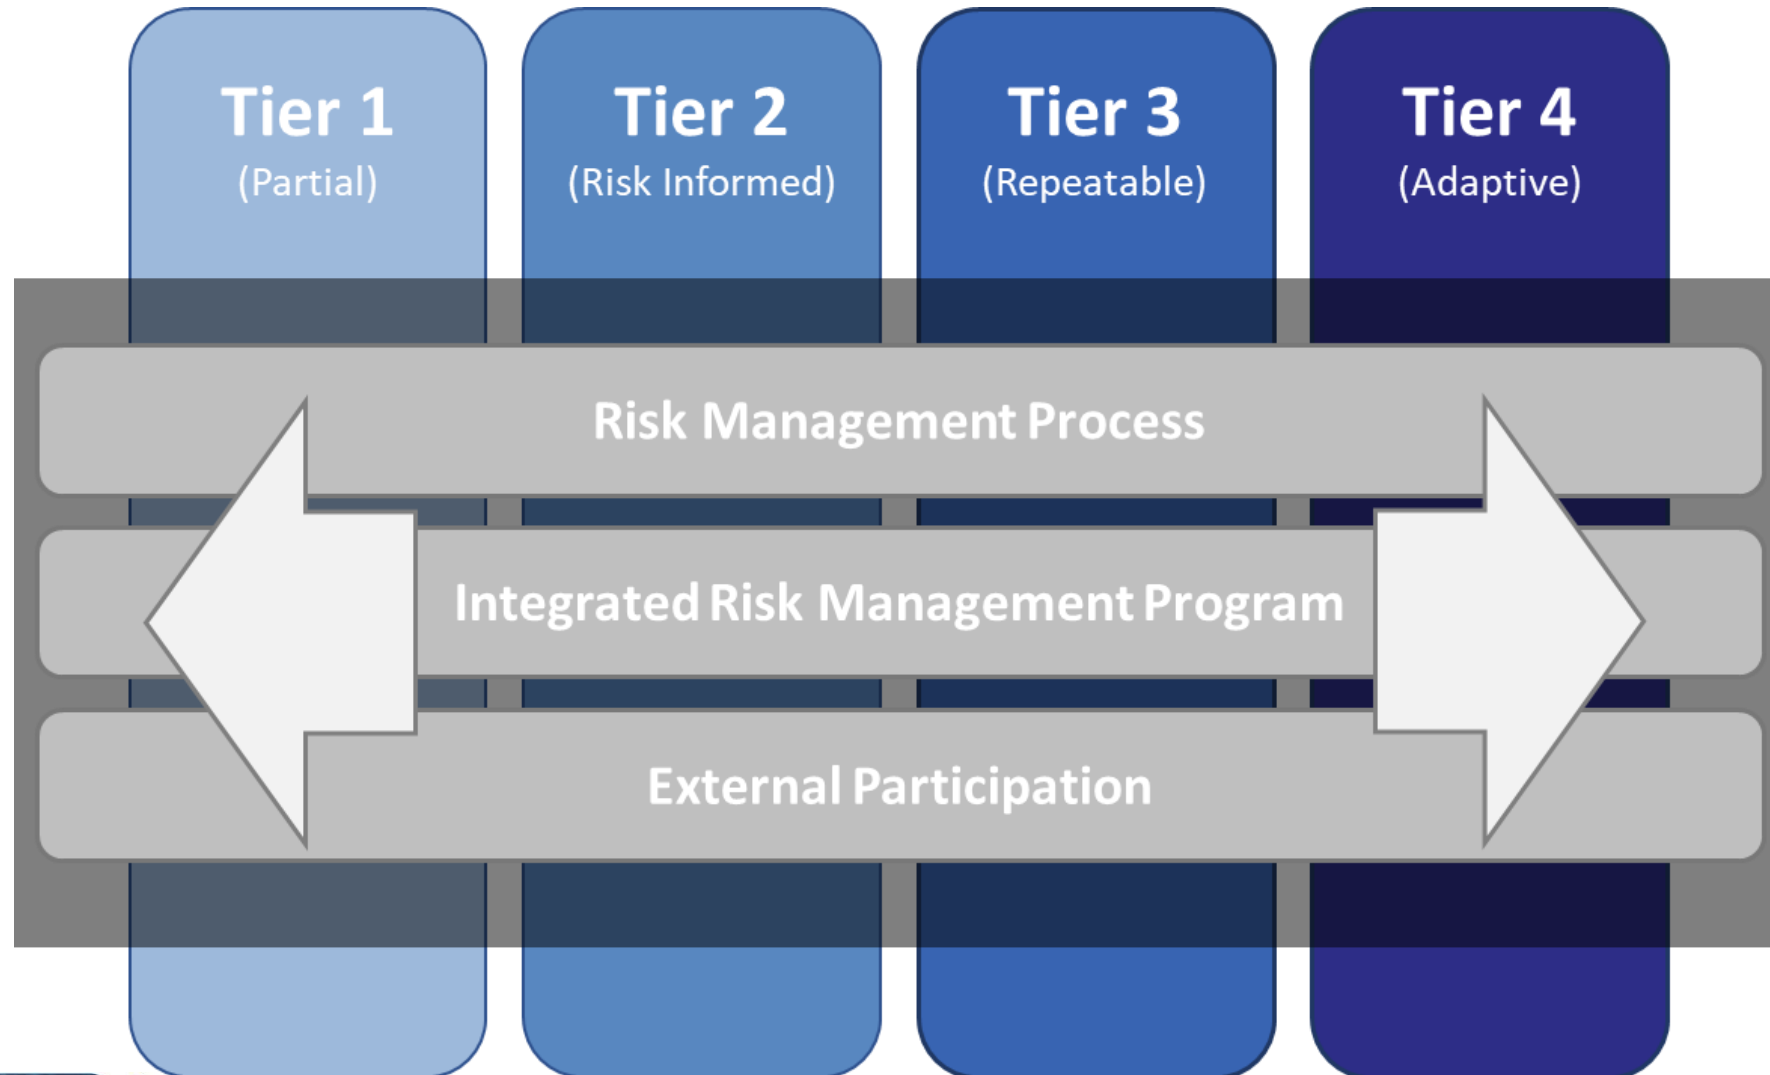 Tier 1
(Partial)
Tier 2
(Risk Informed)
Tier 3
(Repeatable)
Tier 4
(Adaptive)
Risk Management Process
Integrated Risk Management Program
External Participation